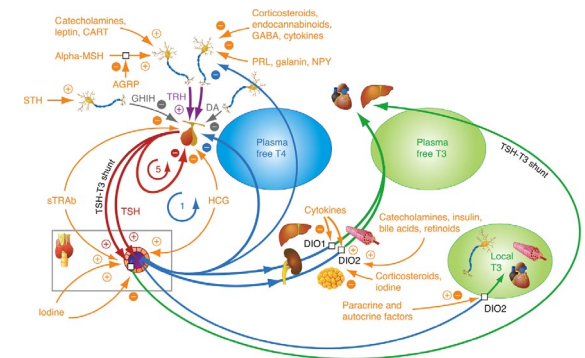 Catecholamines,
leptin, CART
Corticosteroids,
endocannabinoids,
GABA, cytokines
Alpha-MSH
PRL, galanin, NPY
AGRP
STH
GHIH
TRH
DA
Plasma
free T4
Plasma
free T3
TSH-T3 shunt
TSH-T3 shunt
5
1
sTRAb
TSH
HCG
Cytokines
Catecholamines, insulin,
bile acids, retinoids
DIO1
DIO2
Local
T3
Corticosteroids,
iodine
Iodine
Paracrine and
autocrine factors
DIO2